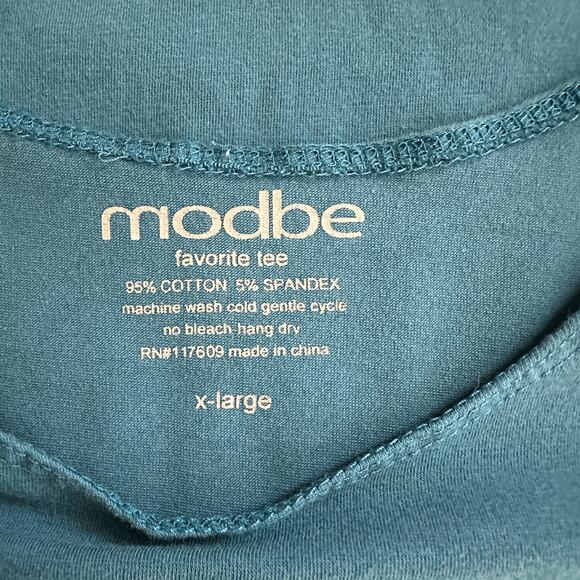 modbe
favorite tee
95% COTTON 5% SPANDEX
machine wash cold gentle cycle
no bleach hang dry
RN#117609 made in china
x-large